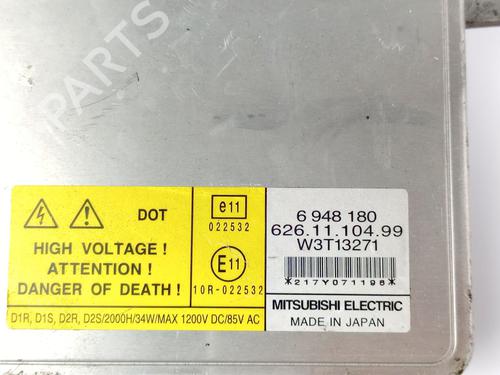 B-PARTS
DOT
HIGH VOLTAGE !
ATTENTION !
DANGER OF DEATH !
e11
022532
E11
10R-022532
D1R, D1S, D2R, D2S/2000H/34W/MAX 1200V DC/85V AC
6 948 180
626.11.104.99
W3T13271
*217Y071196*
MITSUBISHI ELECTRIC
MADE IN JAPAN